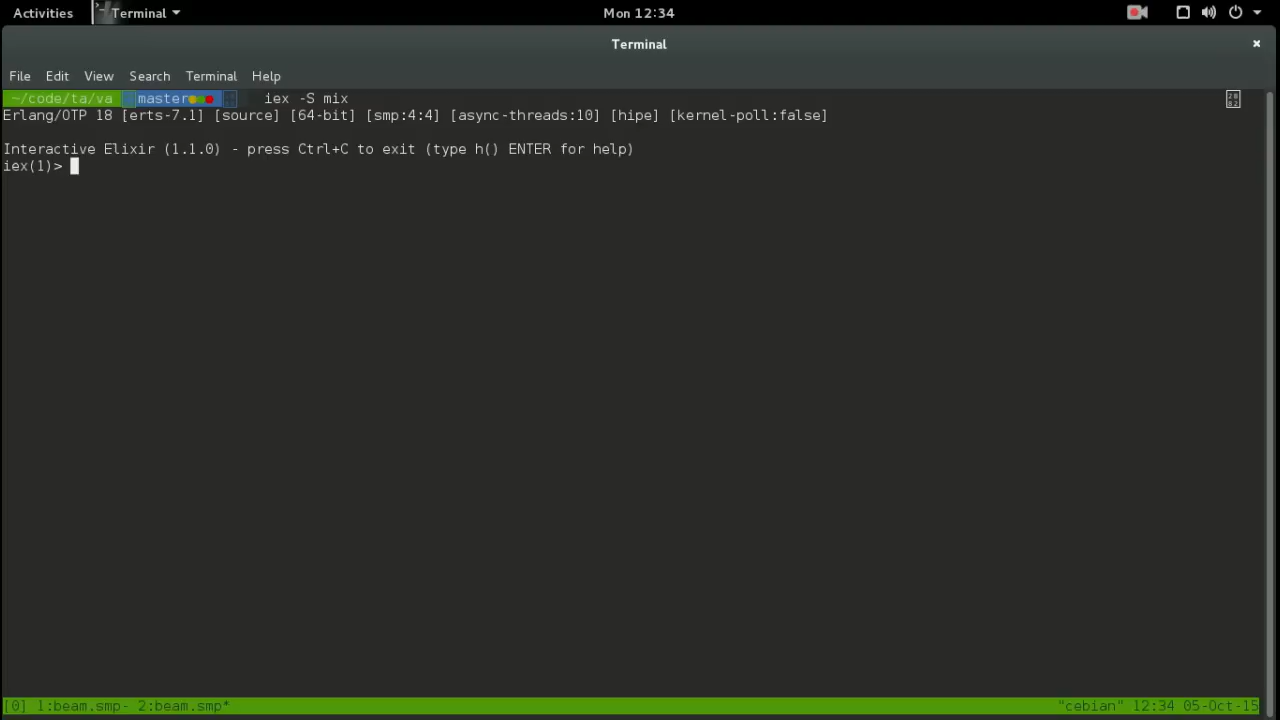 Activities Terminal Mon 12:34
Terminal ×
File Edit View Search Terminal Help
~/code/ta/va master iex -S mix
Erlang/OTP 18 [erts-7.1] [source] [64-bit] [smp:4:4] [async-threads:10] [hipe] [kernel-poll:false]
Interactive Elixir (1.1.0) - press Ctrl+C to exit (type h() ENTER for help)
iex(1)>
[0] 1:beam.smp- 2:beam.smp* "cebian" 12:34 05-Oct-15